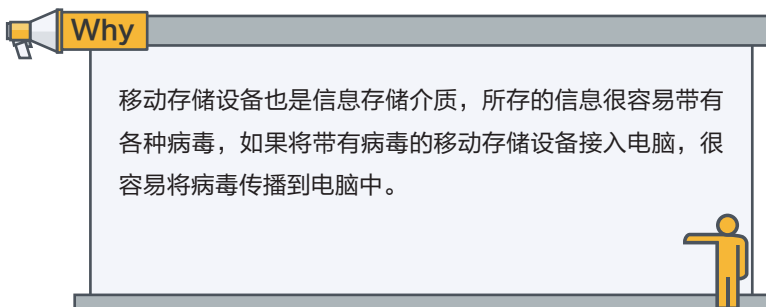 Why
移动存储设备也是信息存储介质，所存的信息很容易带有
各种病毒，如果将带有病毒的移动存储设备接入电脑，很
容易将病毒传播到电脑中。